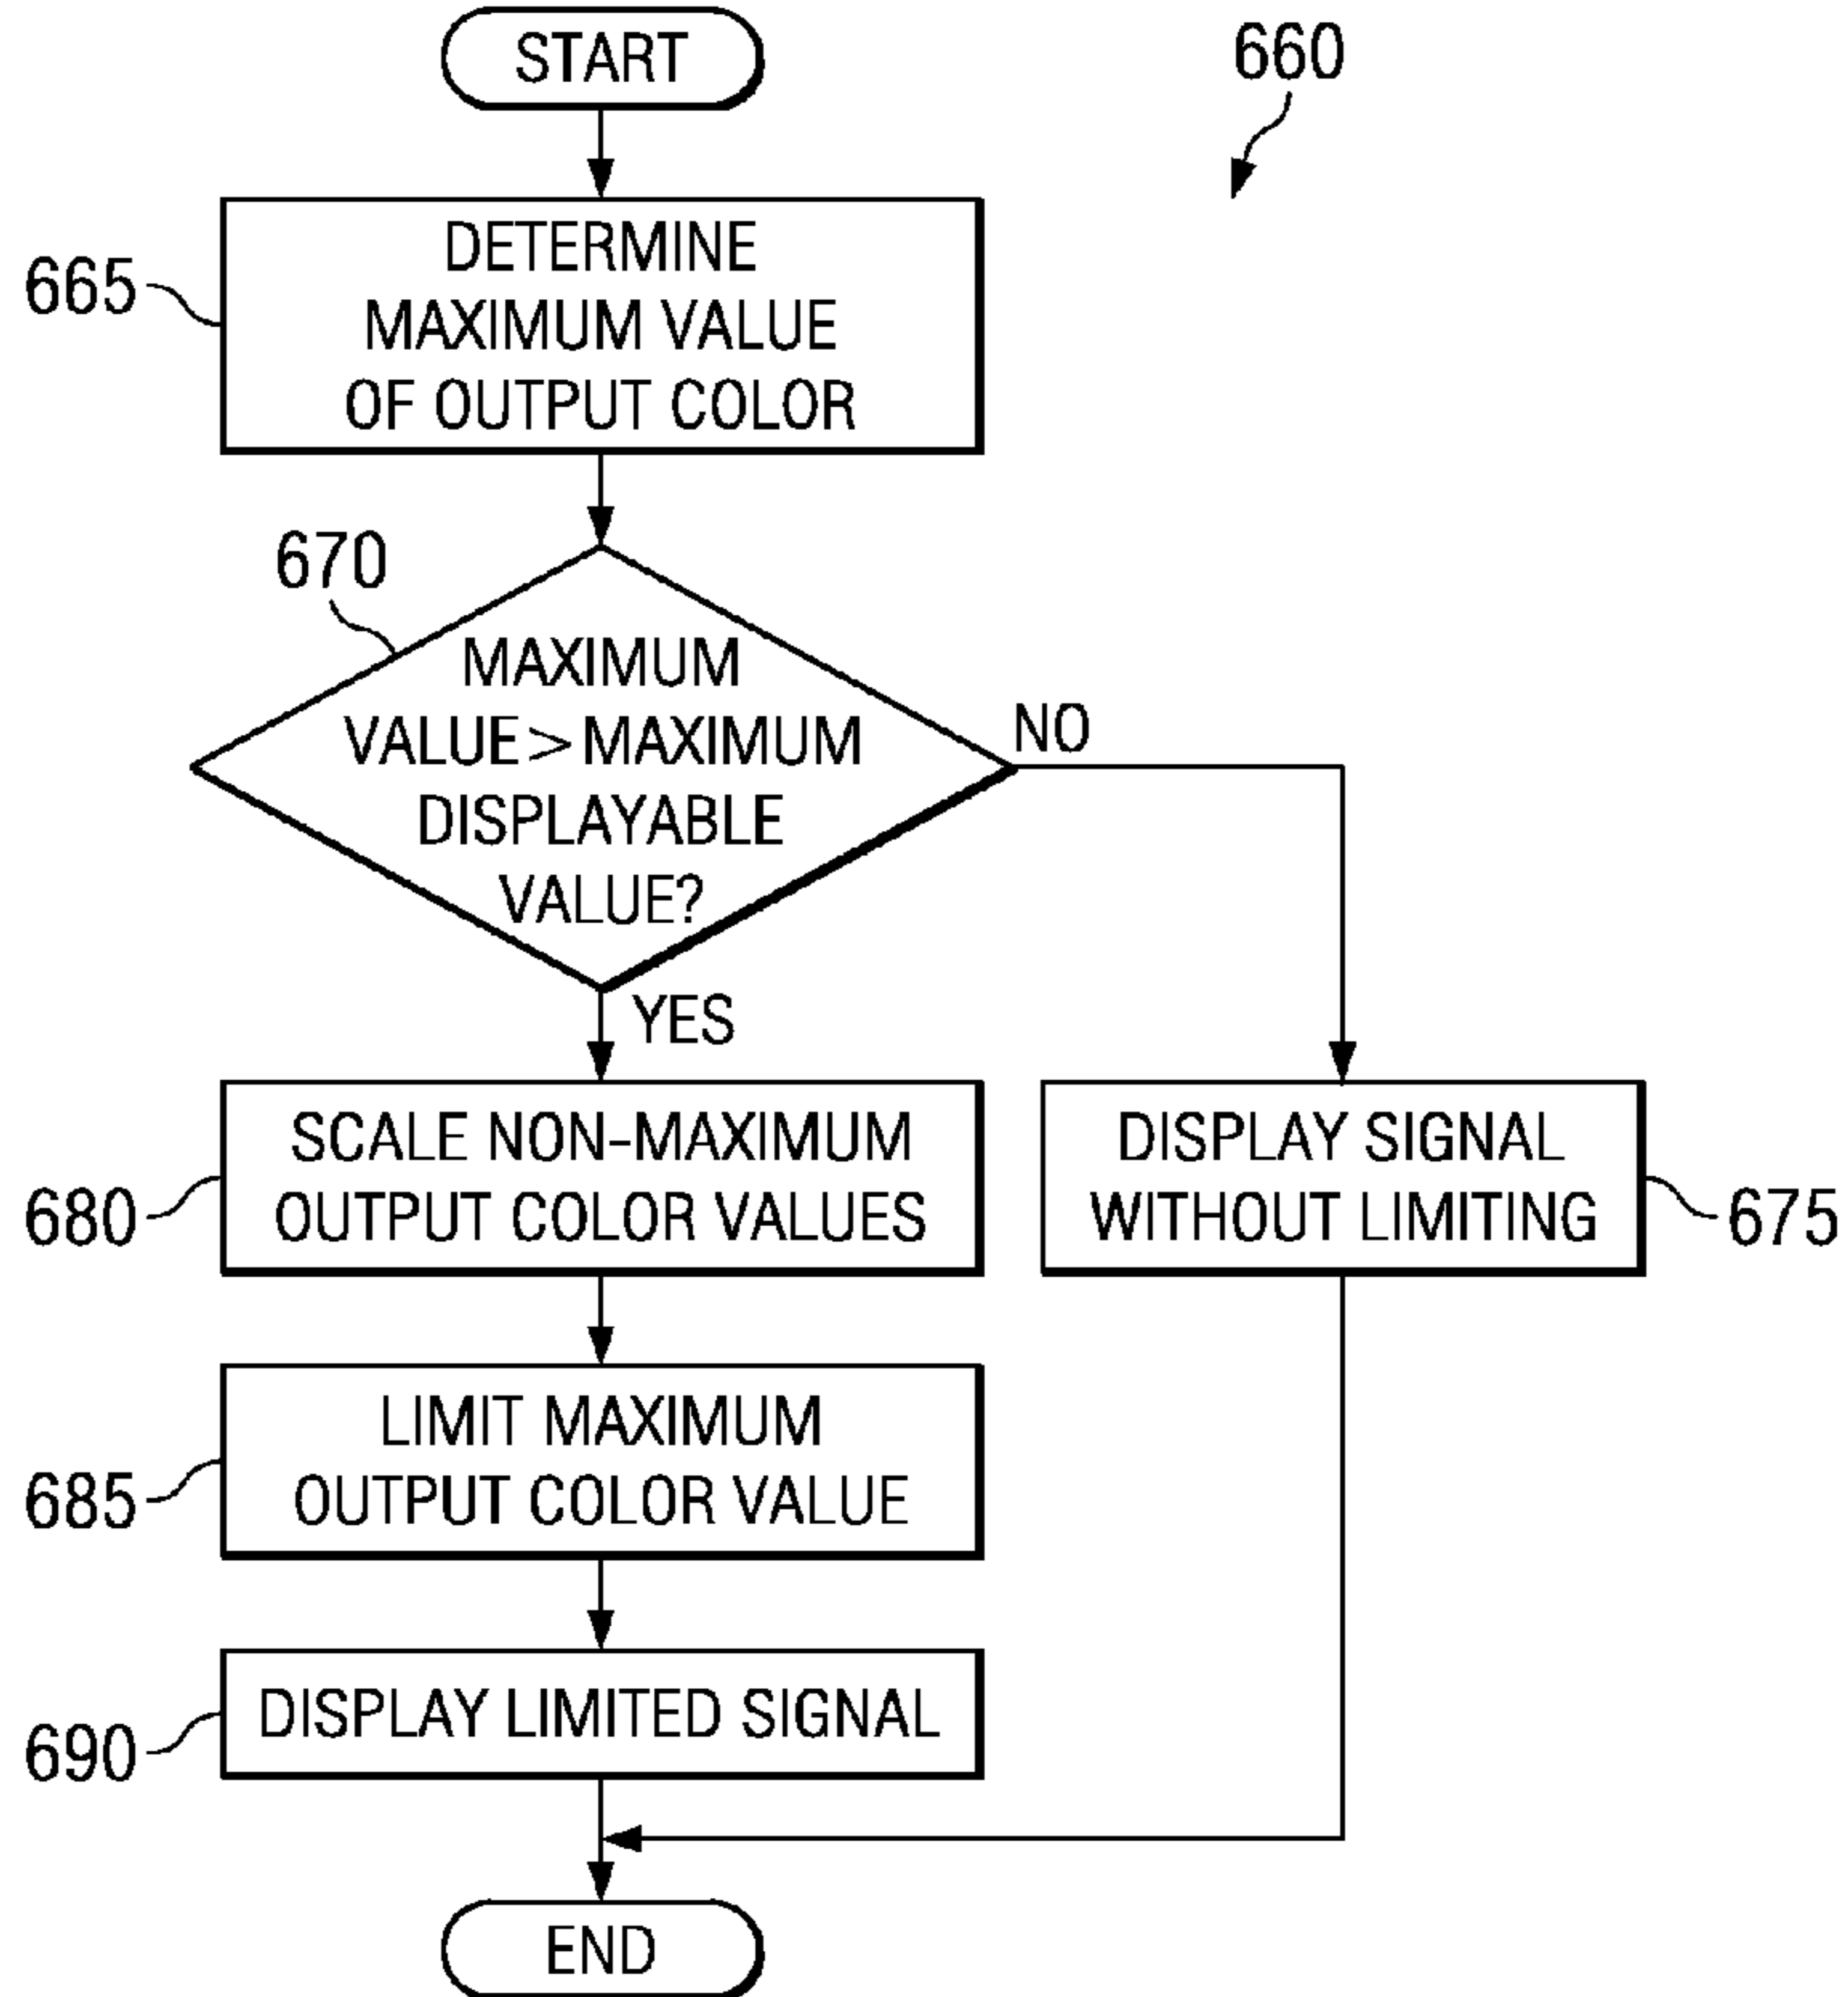 START
660
665
DETERMINE
MAXIMUM VALUE
OF OUTPUT COLOR
670
MAXIMUM
VALUE > MAXIMUM
DISPLAYABLE
VALUE?
NO
YES
680
SCALE NON-MAXIMUM
OUTPUT COLOR VALUES
DISPLAY SIGNAL
WITHOUT LIMITING
675
685
LIMIT MAXIMUM
OUTPUT COLOR VALUE
690
DISPLAY LIMITED SIGNAL
END